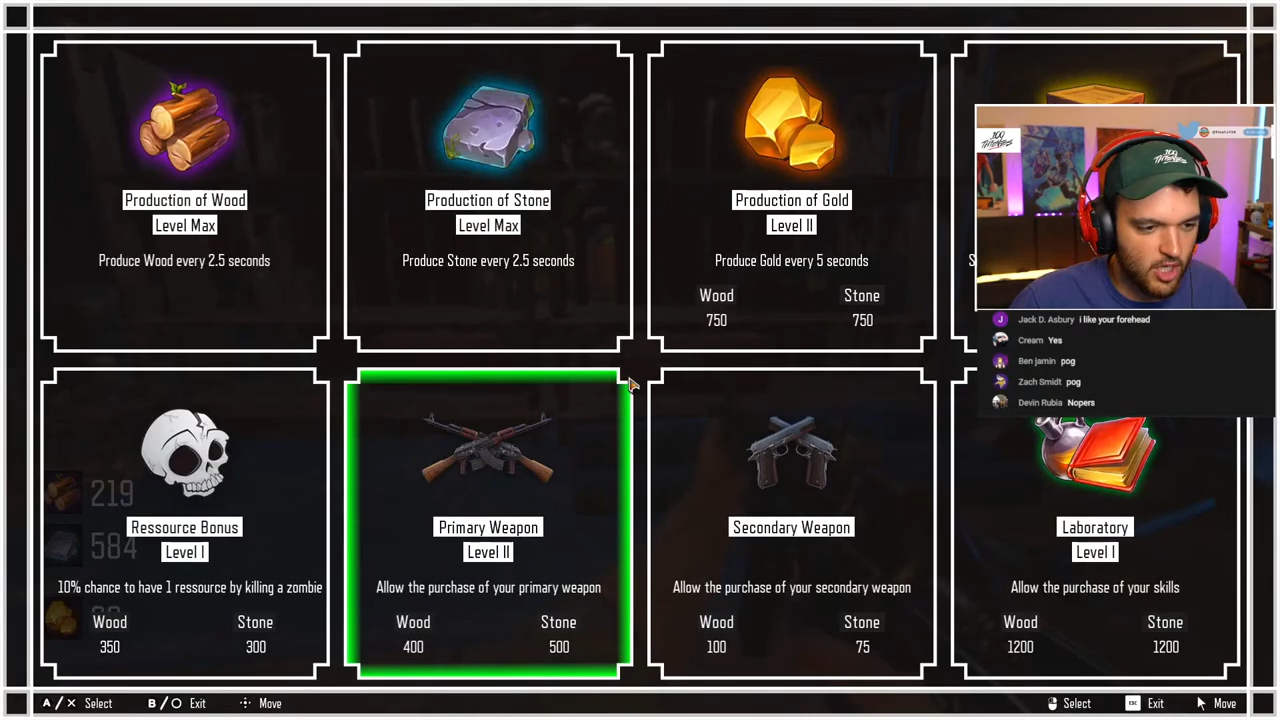 Production of Wood
Level Max
Produce Wood every 2.5 seconds
Production of Stone
Level Max
Produce Stone every 2.5 seconds
Production of Gold
Level II
Produce Gold every 5 seconds
Wood Stone
750 750
S
100
Thieves
100
Thieves
Jack D. Asbury i like your forehead
Cream Yes
Ben jamin pog
Zach Smidt pog
Devin Rubia Nopers
219
584
Ressource Bonus
Level I
10% chance to have 1 ressource by killing a zombie
Wood Stone
350 300
Primary Weapon
Level II
Allow the purchase of your primary weapon
Wood Stone
400 500
Secondary Weapon
Allow the purchase of your secondary weapon
Wood Stone
100 75
Laboratory
Level I
Allow the purchase of your skills
Wood Stone
1200 1200
A / X Select B / O Exit Move
Select ESC Exit Move